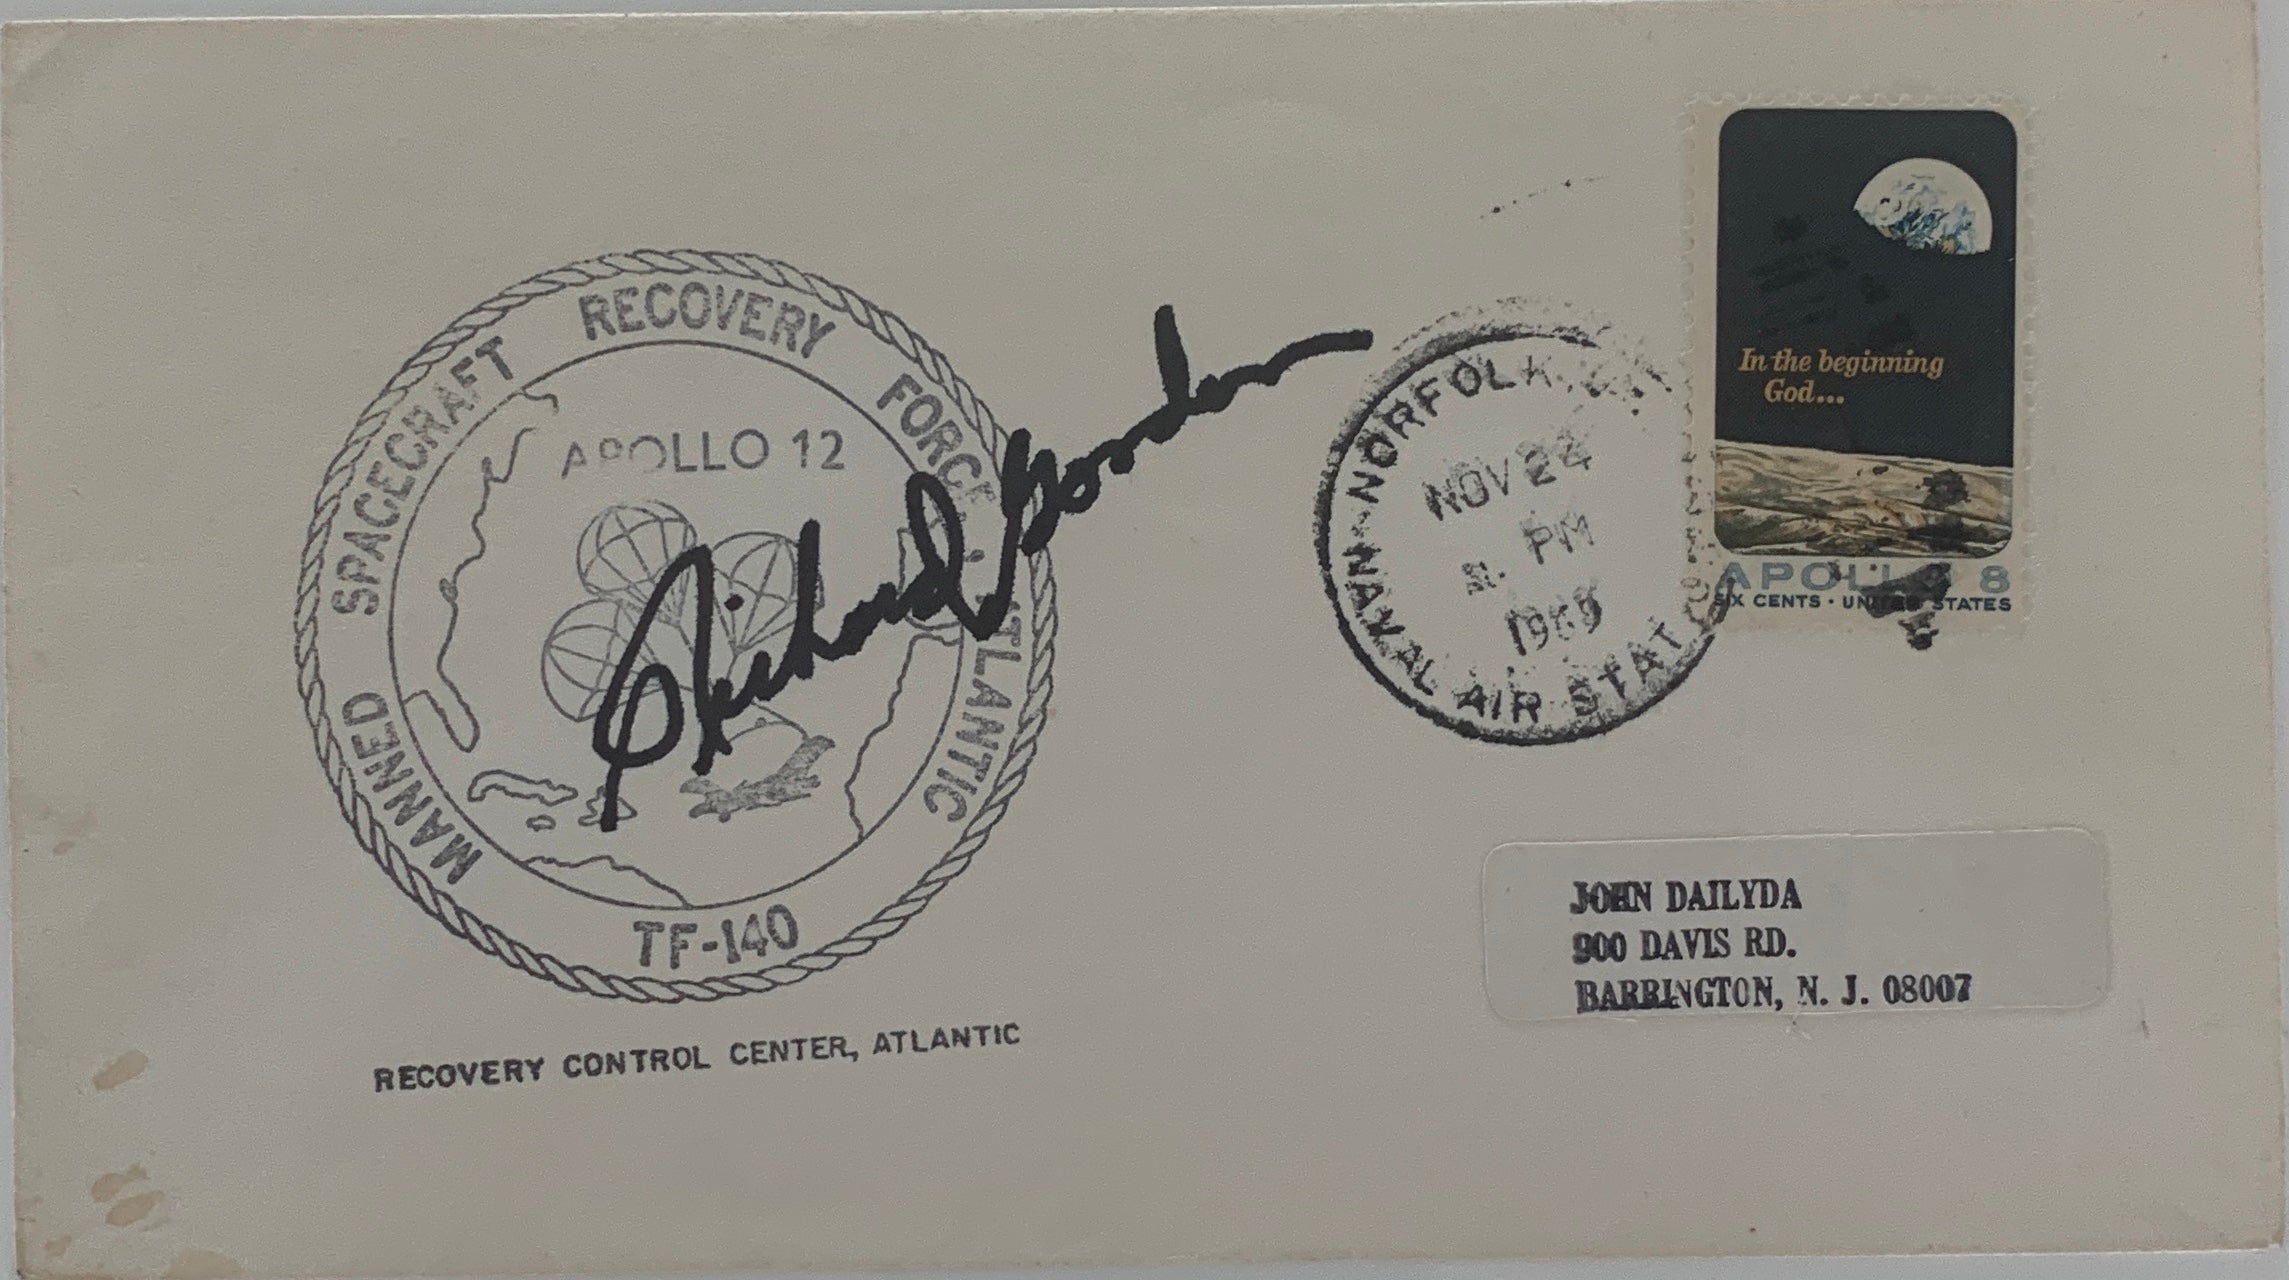 MANNED SPACECRAFT RECOVERY FORCE, ATLANTIC
APOLLO 12
TF-140
RECOVERY CONTROL CENTER, ATLANTIC
Richard Gordon
NORFOLK,
NOV 24
PM
1969
NAVAL AIR STAT
In the beginning
God...
APOLLO 8
SIX CENTS · UNITED STATES
JOHN DAILYDA
900 DAVIS RD.
BARRINGTON, N. J. 08007